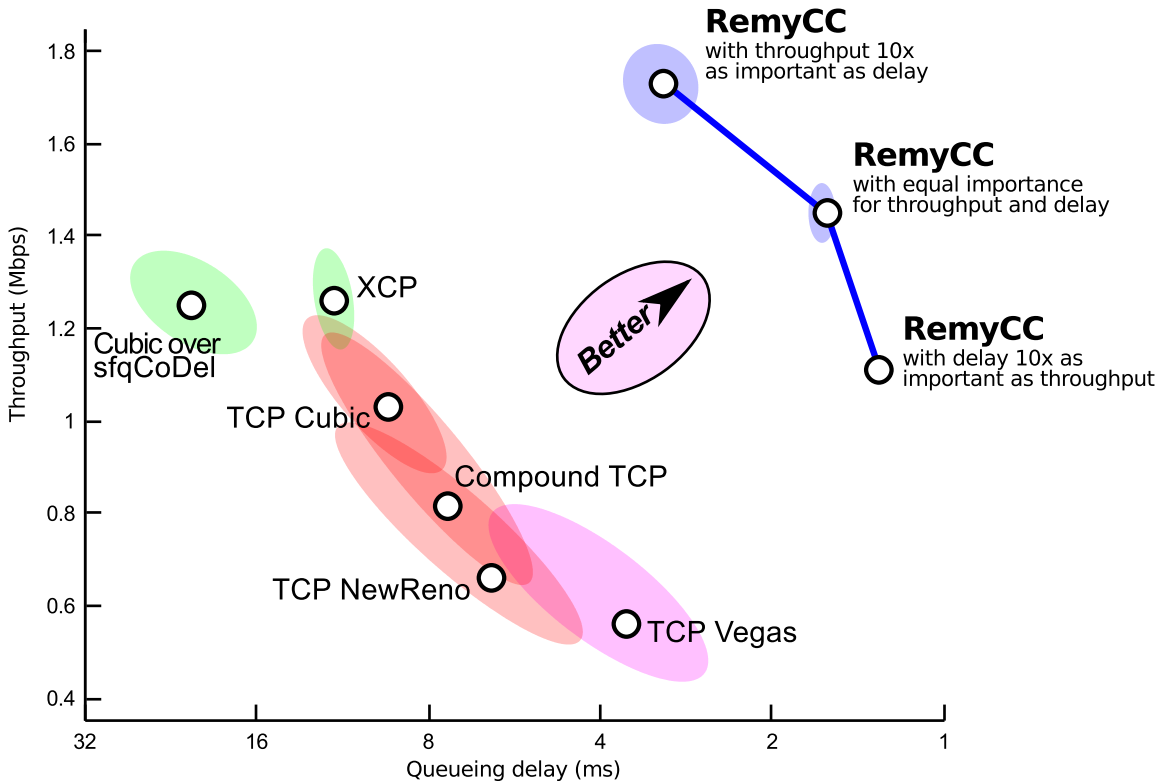 RemyCC
with throughput 10x
as important as delay
RemyCC
with equal importance
for throughput and delay
RemyCC
with delay 10x as
important as throughput
Better
XCP
Cubic over
sfqCoDel
TCP Cubic
Compound TCP
TCP NewReno
TCP Vegas
Throughput (Mbps)
1.8
1.6
1.4
1.2
1
0.8
0.6
0.4
32 16 8 4 2 1
Queueing delay (ms)